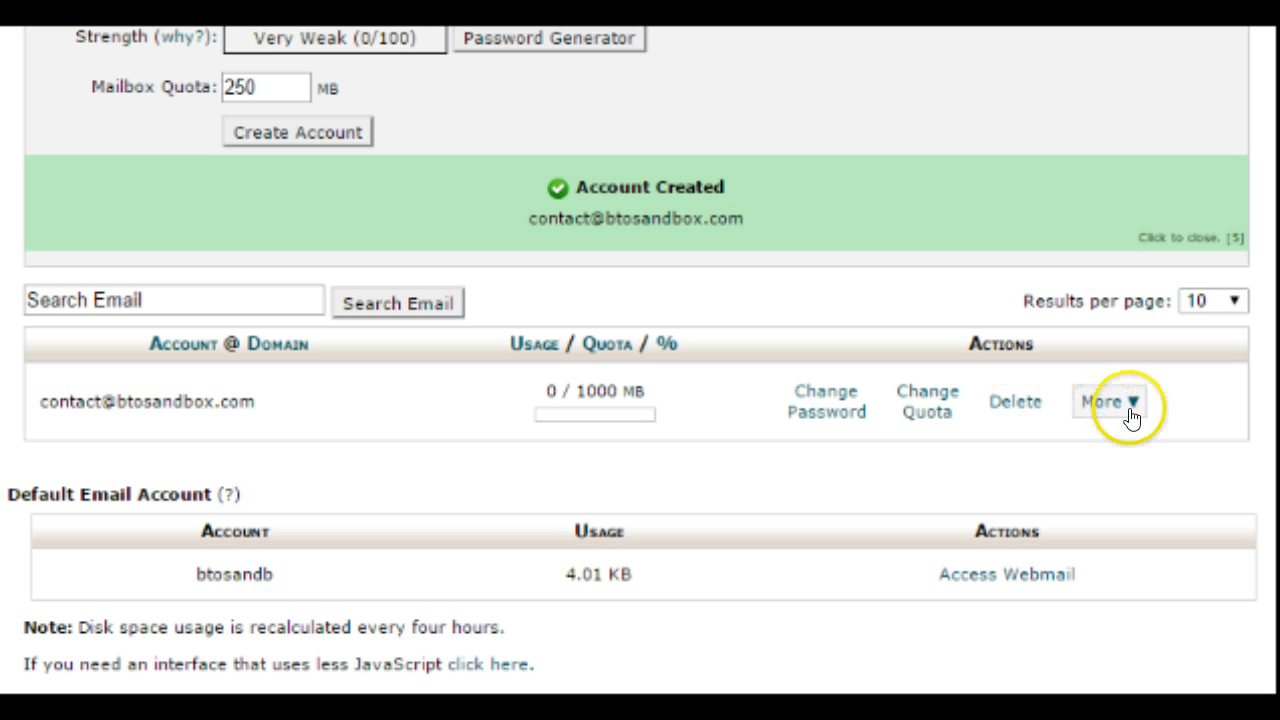 Strength (why?): Very Weak (0/100) Password Generator
Mailbox Quota: 250 MB
Create Account
Account Created
contact@btosandbox.com
Click to close. [5]
Search Email Search Email Results per page: 10 ▼
Account @ Domain Usage / Quota / % Actions
contact@btosandbox.com 0 / 1000 MB Change Password Change Quota Delete More ▼
Default Email Account (?)
Account Usage Actions
btosandb 4.01 KB Access Webmail
Note: Disk space usage is recalculated every four hours.
If you need an interface that uses less JavaScript click here.